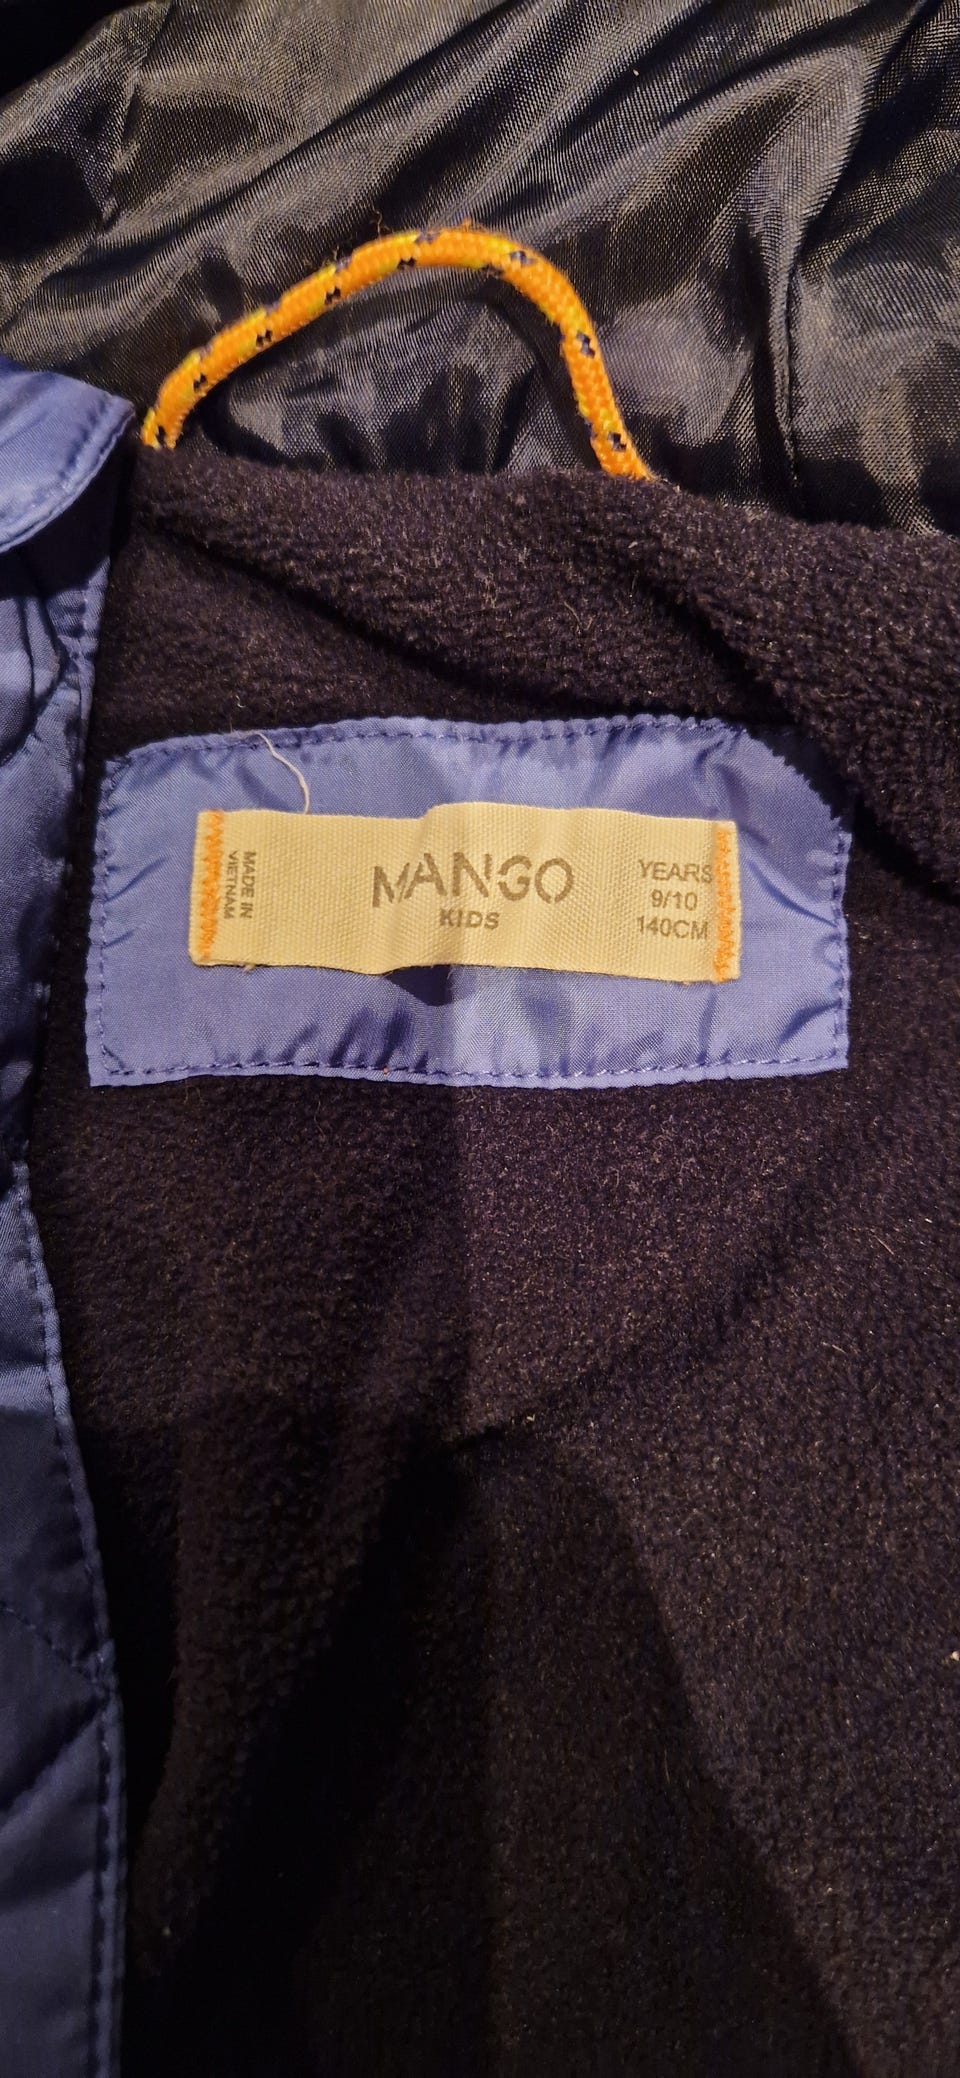 MADE IN
VIETNAM
MANGO
KIDS
YEARS
9/10
140CM